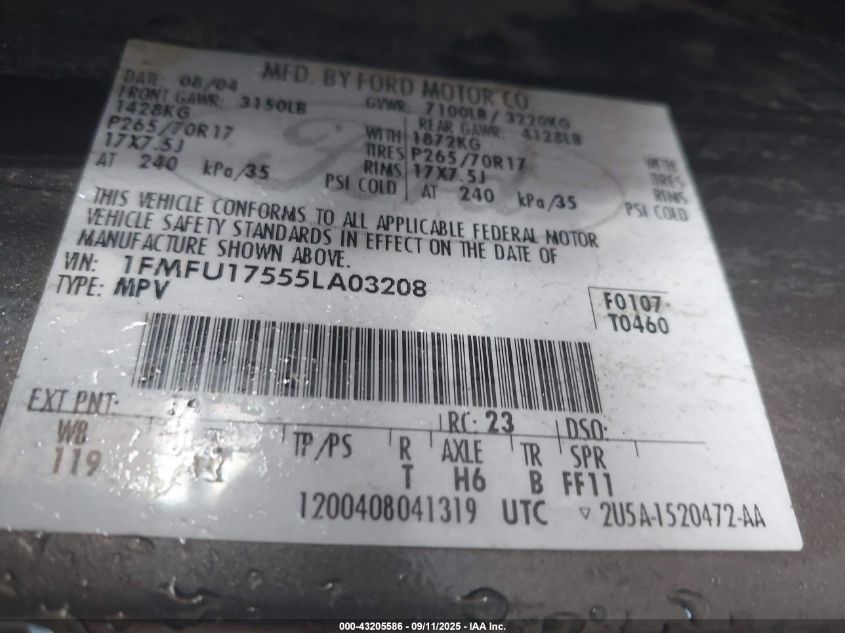 MFD. BY FORD MOTOR CO.
DATE: 08/04 GVWR: 7100LB/ 3220KG
FRONT GAWR: 3150LB REAR GAWR: 4128LB
1428KG WITH 1872KG WITH
P265/70R17 TIRES P265/70R17 TIRES
17X7.5J RIMS 17X7.5J RIMS
AT 240 kPa/35 PSI COLD AT 240 kPa/35 PSI COLD
THIS VEHICLE CONFORMS TO ALL APPLICABLE FEDERAL MOTOR
VEHICLE SAFETY STANDARDS IN EFFECT ON THE DATE OF
MANUFACTURE SHOWN ABOVE.
VIN: 1FMFU17555LA03208
TYPE: MPV
F0107
T0460
EXT PNT: RC: 23 DSO:
WB TP/PS R AXLE TR SPR
119 T H6 B FF11
1200408041319 UTC ▽ 2U5A-1520472-AA
000-43205586 - 09/11/2025 - IAA Inc.